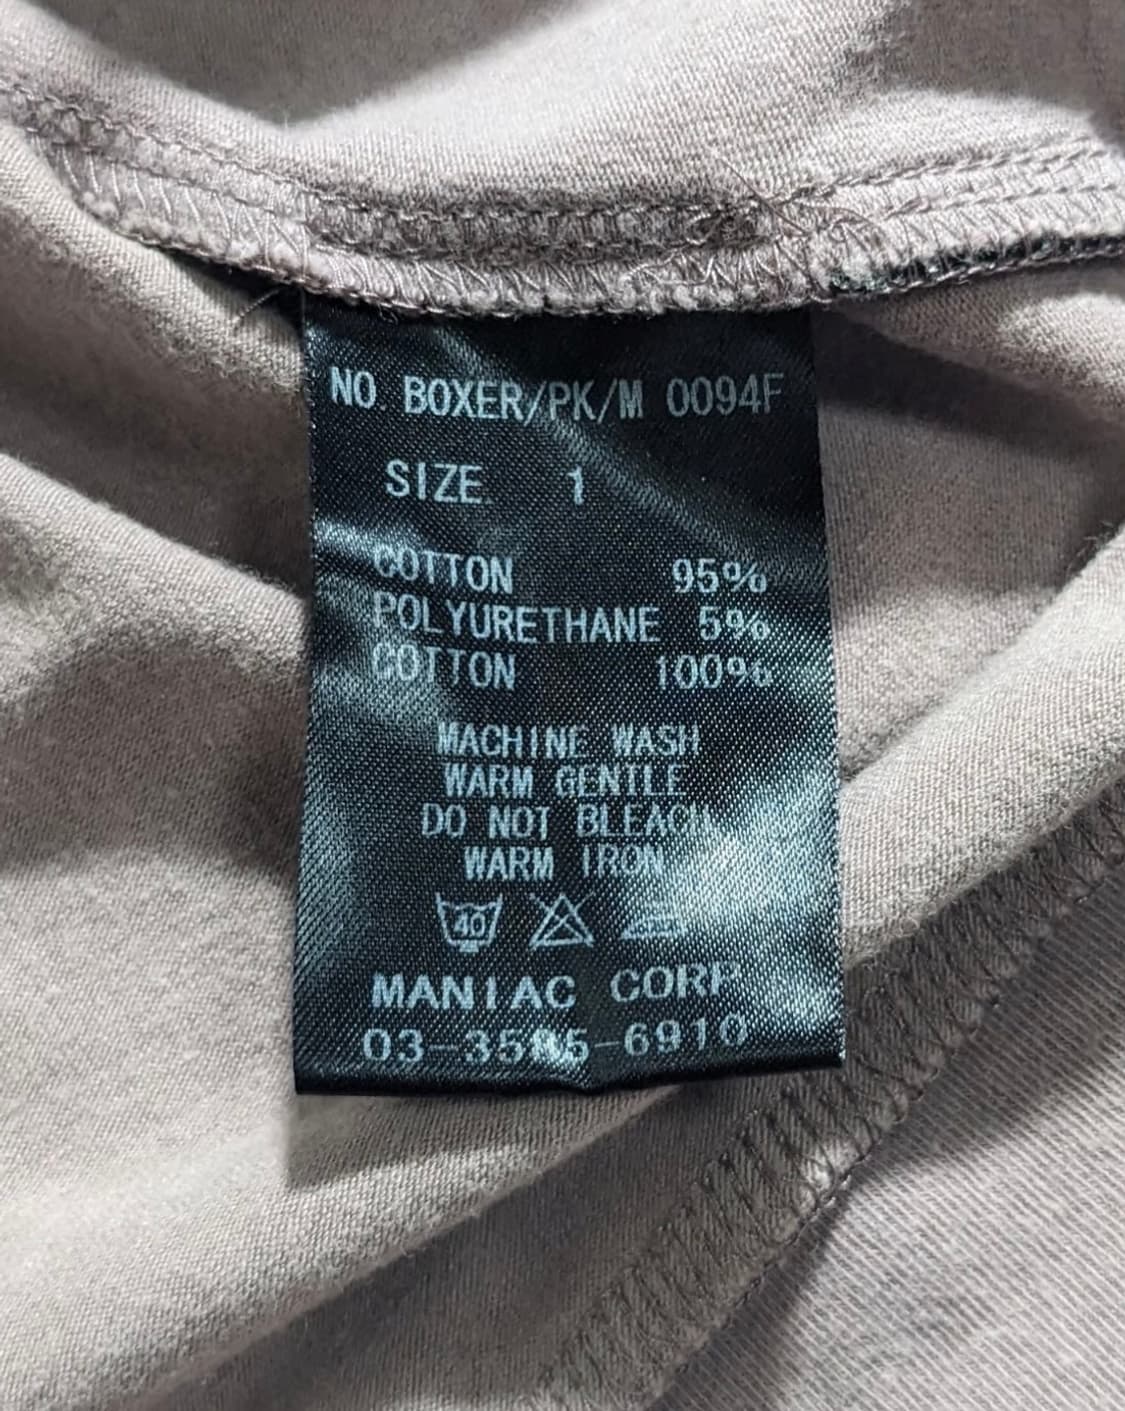 NO. BOXER/PK/M 0094F
SIZE 1
COTTON 95%
POLYURETHANE 5%
COTTON 100%
MACHINE WASH
WARM GENTLE
DO NOT BLEACH
WARM IRON
40
MANIAC CORP